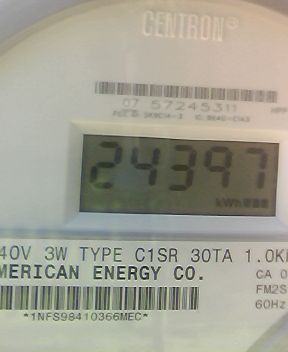 CENTRON®
07 57245311
24397
kWh
40V 3W TYPE C1SR 30TA 1.0K
MERICAN ENERGY CO.
CA 0
FM2S
60Hz
*1NFS98410366MEC*